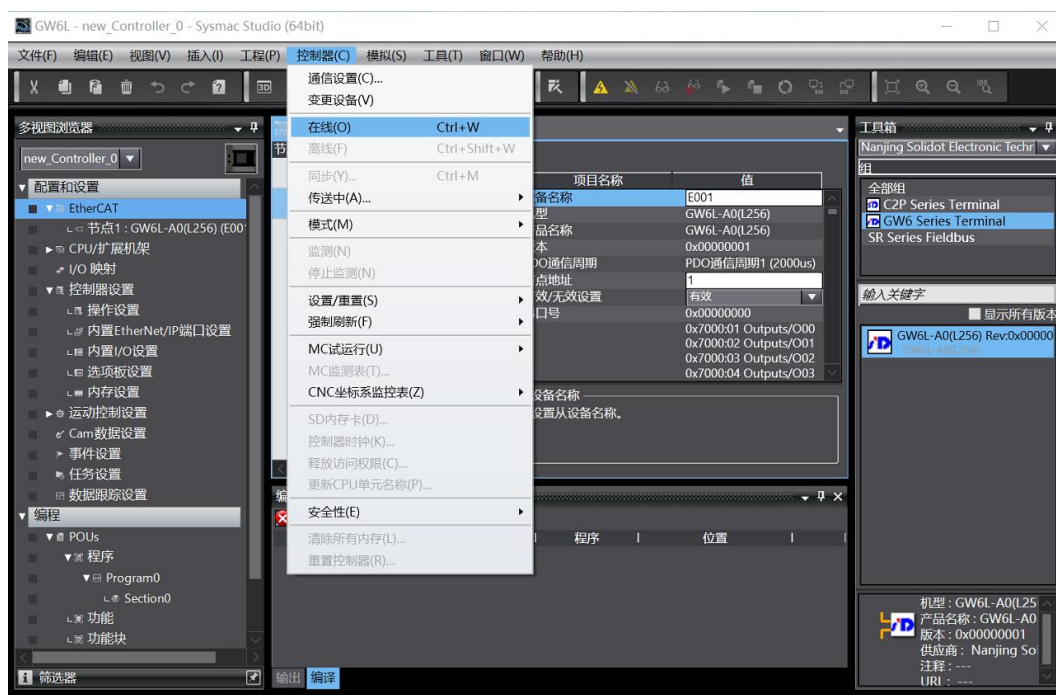 GW6L - new_Controller_0 - Sysmac Studio (64bit)
文件(F) 编辑(E) 视图(V) 插入(I) 工程(P) 控制器(C) 模拟(S) 工具(T) 窗口(W) 帮助(H)
通信设置(C)...
变更设备(V)
在线(O) Ctrl+W
离线(F) Ctrl+Shift+W
同步(Y)... Ctrl+M
传送中(A)...
模式(M)
监测(N)
停止监测(N)
设置/重置(S)
强制刷新(F)
MC试运行(U)
MC监测表(T)...
CNC坐标系监控表(Z)
SD内存卡(D)...
控制器时钟(K)...
释放访问权限(C)...
更新CPU单元名称(P)...
安全性(E)
清除所有内存(L)...
重置控制器(R)...
多视图浏览器
new_Controller_0
配置和设置
EtherCAT
节点1 : GW6L-A0(L256) (E00
CPU/扩展机架
I/O 映射
控制器设置
操作设置
内置EtherNet/IP端口设置
内置I/O设置
选项板设置
内存设置
运动控制设置
Cam数据设置
事件设置
任务设置
数据跟踪设置
编程
POUs
程序
Program0
Section0
功能
功能块
筛选器
节
项目名称 值
备名称 E001
型 GW6L-A0(L256)
品名称 GW6L-A0(L256)
本 0x00000001
DO通信周期 PDO通信周期1 (2000us)
点地址 1
效/无效设置 有效
口号 0x00000000
0x7000:01 Outputs/O00
0x7000:02 Outputs/O01
0x7000:03 Outputs/O02
0x7000:04 Outputs/O03
设备名称
设置从设备名称。
编
程序 位置
输出 编译
工具箱
Nanjing Solidot Electronic Techr
组
全部组
C2P Series Terminal
GW6 Series Terminal
SR Series Fieldbus
输入关键字
显示所有版本
GW6L-A0(L256) Rev:0x00000
GW6L-A0(L256)
机型 : GW6L-A0(L25
产品名称 : GW6L-A0
版本 : 0x00000001
供应商 : Nanjing So
注释 : ---
URL : ---